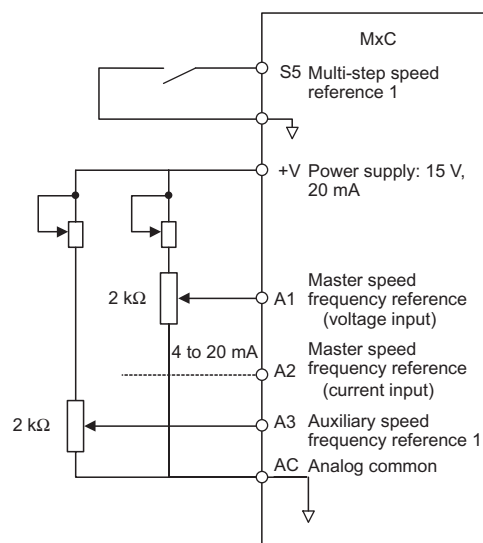 MxC
S5 Multi-step speed
reference 1
+V Power supply: 15 V,
20 mA
2 kΩ
A1 Master speed
frequency reference
(voltage input)
4 to 20 mA
A2 Master speed
frequency reference
(current input)
2 kΩ
A3 Auxiliary speed
frequency reference 1
AC Analog common